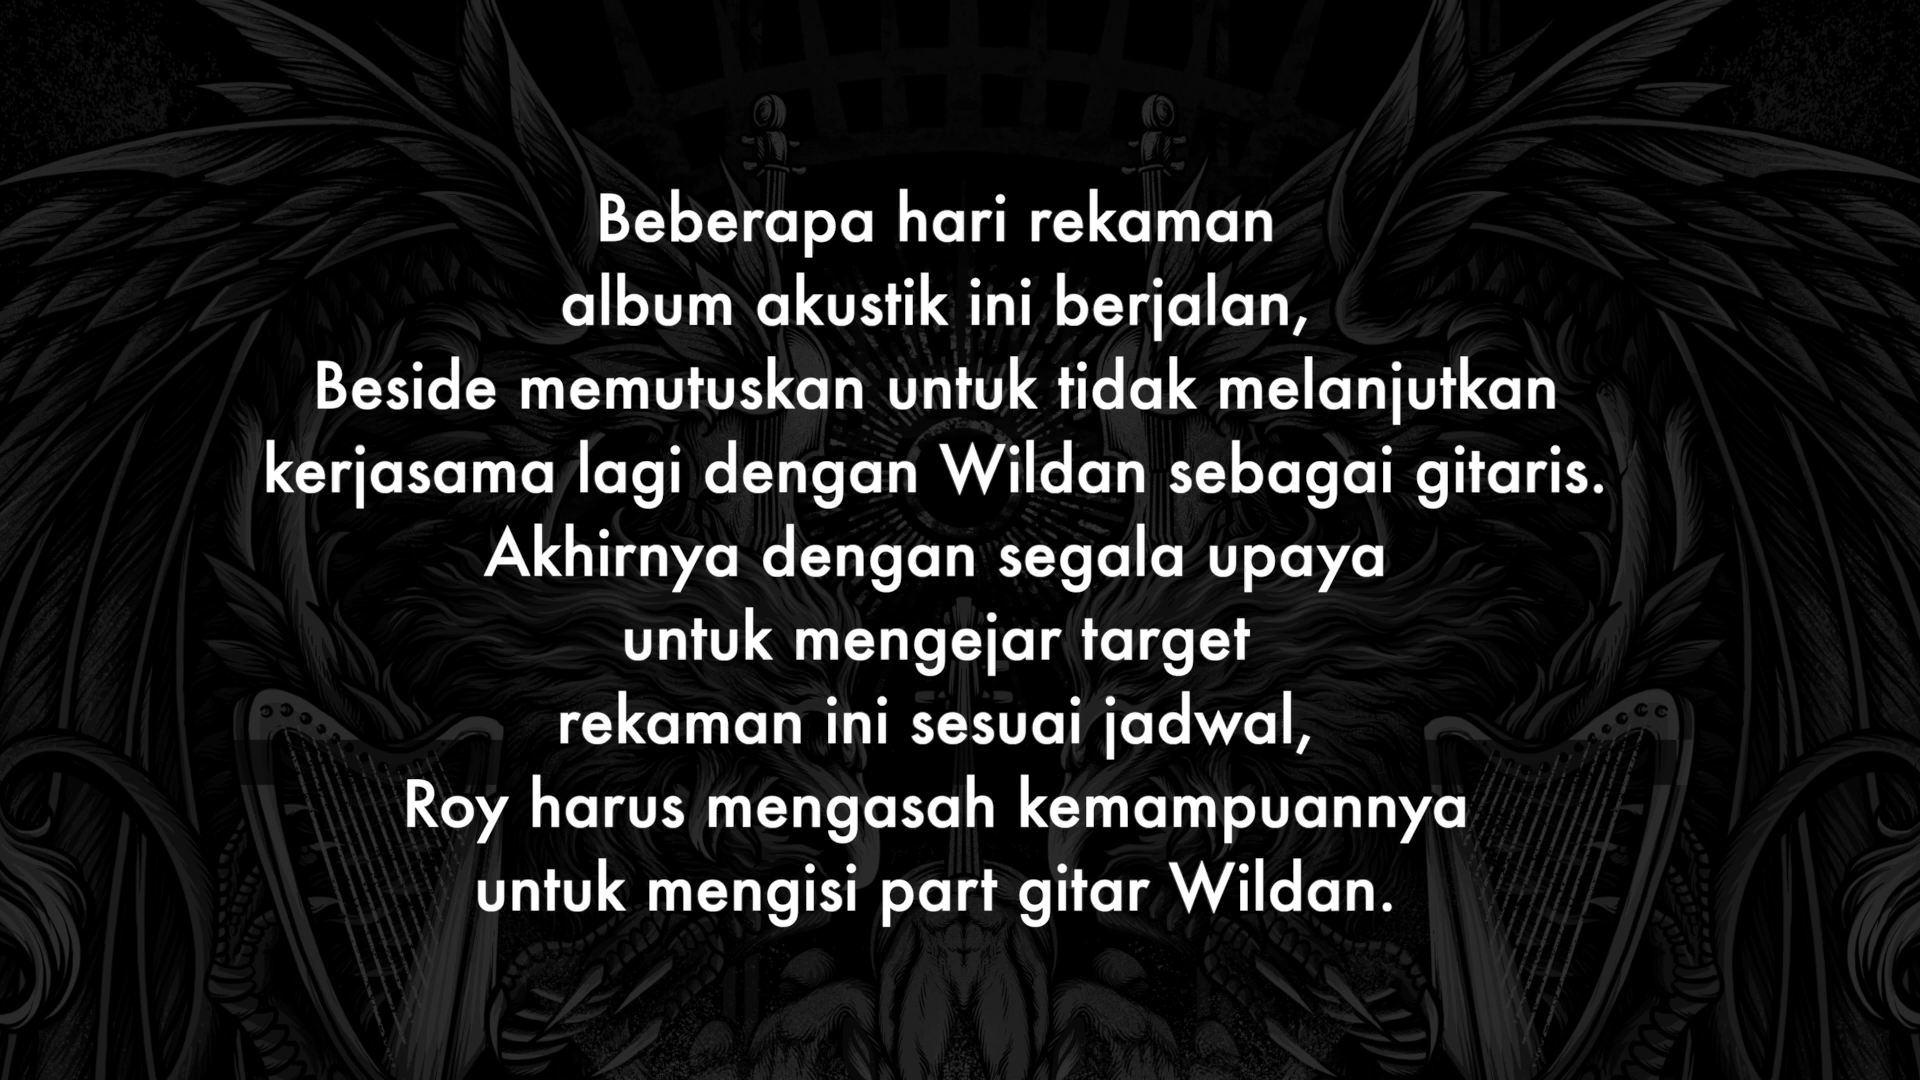 Beberapa hari rekaman
album akustik ini berjalan,
Beside memutuskan untuk tidak melanjutkan
kerjasama lagi dengan Wildan sebagai gitaris.
Akhirnya dengan segala upaya
untuk mengejar target
rekaman ini sesuai jadwal,
Roy harus mengasah kemampuannya
untuk mengisi part gitar Wildan.